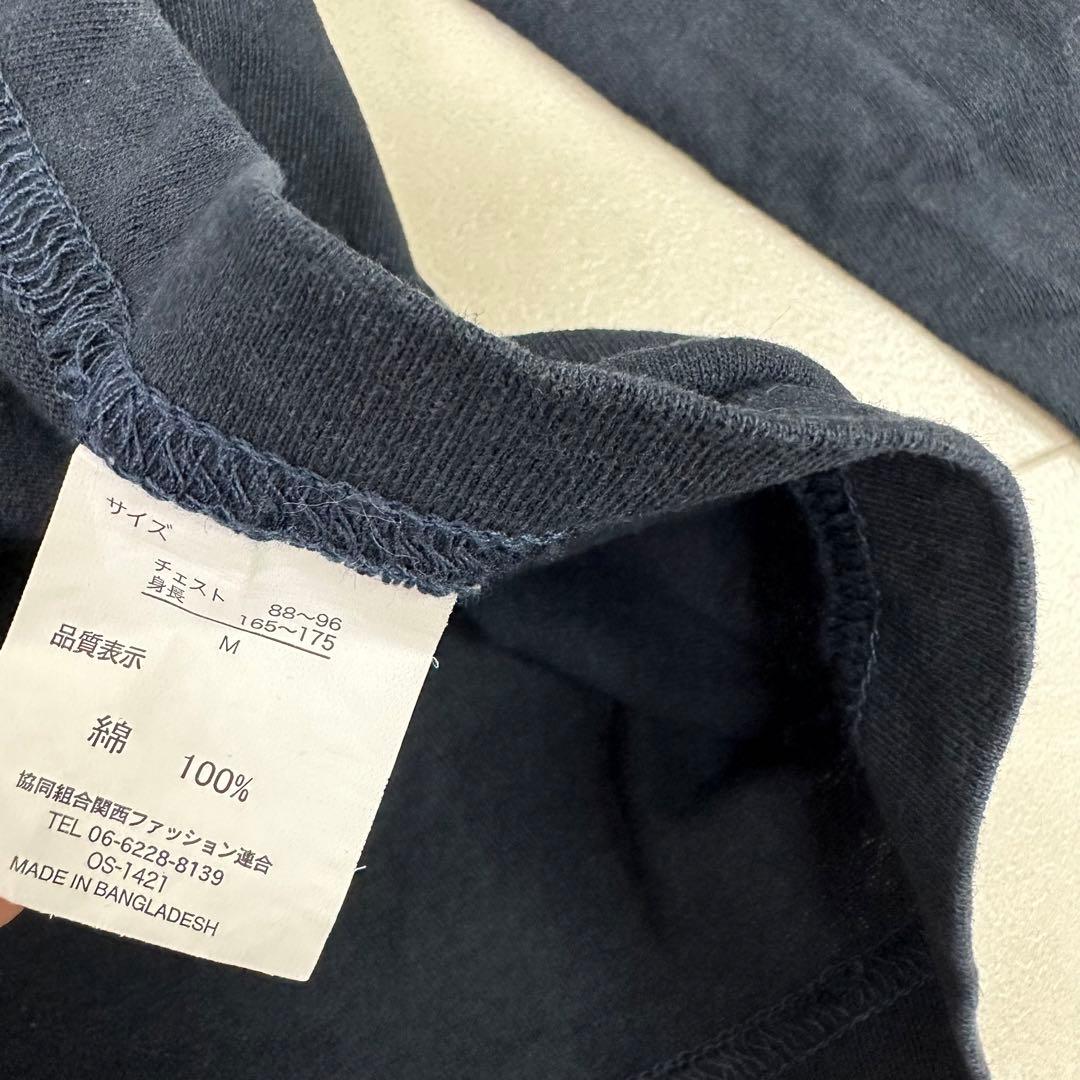 サイズ
チェスト 88〜96
身長 165〜175
M
品質表示
綿 100%
協同組合関西ファッション連合
TEL 06-6228-8139
OS-1421
MADE IN BANGLADESH